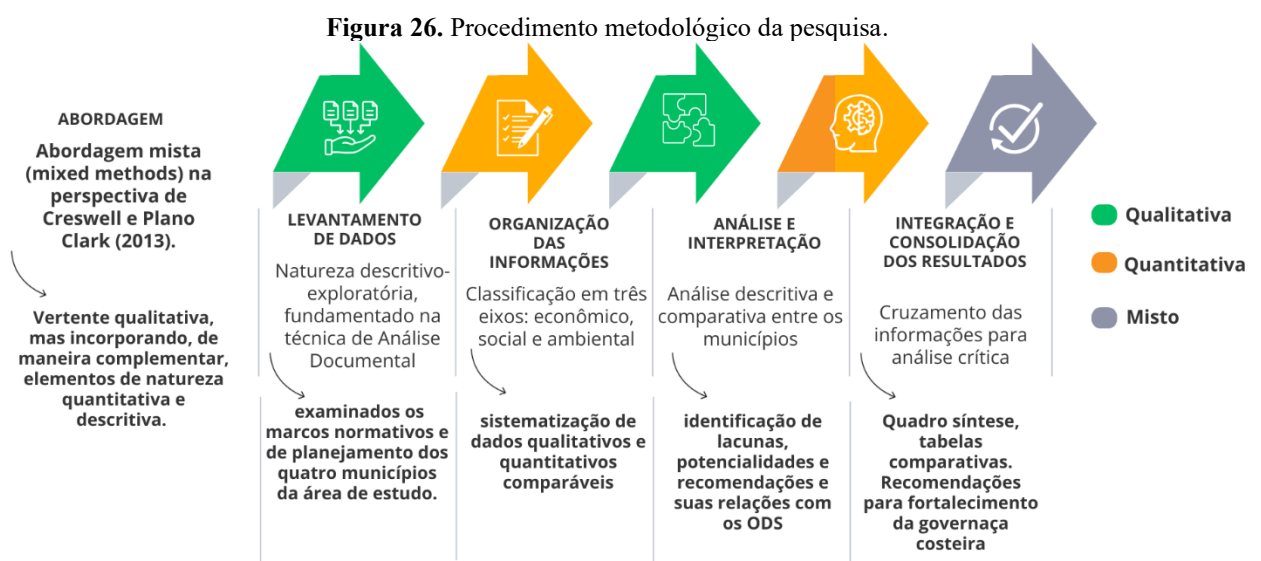 Figura 26. Procedimento metodológico da pesquisa.
ABORDAGEM
Abordagem mista
(mixed methods) na
perspectiva de
Creswell e Plano
Clark (2013).
Vertente qualitativa,
mas incorporando, de
maneira complementar,
elementos de natureza
quantitativa e
descritiva.
LEVANTAMENTO
DE DADOS
Natureza descritivo-
exploratória,
fundamentado na
técnica de Análise
Documental
examinados os
marcos normativos e
de planejamento dos
quatro municípios
da área de estudo.
ORGANIZAÇÃO
DAS
INFORMAÇÕES
Classificação em três
eixos: econômico,
social e ambiental
sistematização de
dados qualitativos e
quantitativos
comparáveis
ANÁLISE E
INTERPRETAÇÃO
Análise descritiva e
comparativa entre os
municípios
identificação de
lacunas,
potencialidades e
recomendações e
suas relações com
os ODS
INTEGRAÇÃO E
CONSOLIDAÇÃO
DOS RESULTADOS
Cruzamento das
informações para
análise crítica
Quadro síntese,
tabelas
comparativas.
Recomendações
para fortalecimento
da governaça
costeira
Qualitativa
Quantitativa
Misto